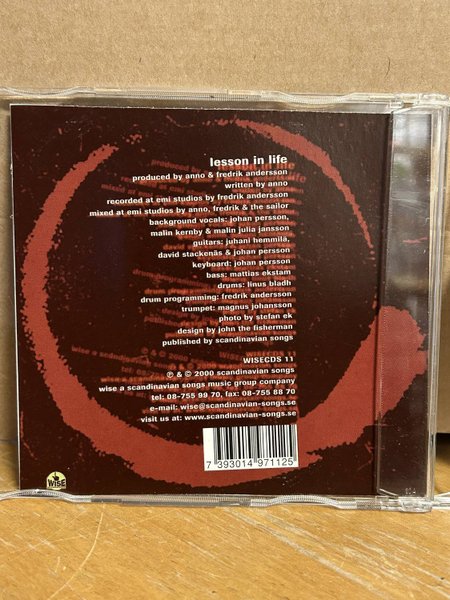 lesson in life
produced by anno & fredrik andersson
written by anno
recorded at emi studios by fredrik andersson
mixed at emi studios by anno, fredrik & the sailor
background vocals: johan persson,
malin kernby & malin julia jansson
guitars: juhani hemmilä,
david stackenäs & johan persson
keyboard: johan persson
bass: mattias ekstam
drums: linus bladh
drum programming: fredrik andersson
trumpet: magnus johansson
photo by stefan ek
design by john the fisherman
published by scandinavian songs
WISECDS 11
℗ & © 2000 scandinavian songs
wise a scandinavian songs music group company
tel: 08-755 99 70, fax: 08-755 88 70
e-mail: wise@scandinavian-songs.se
visit us at: www.scandinavian-songs.se
7 393014 971125
WISE